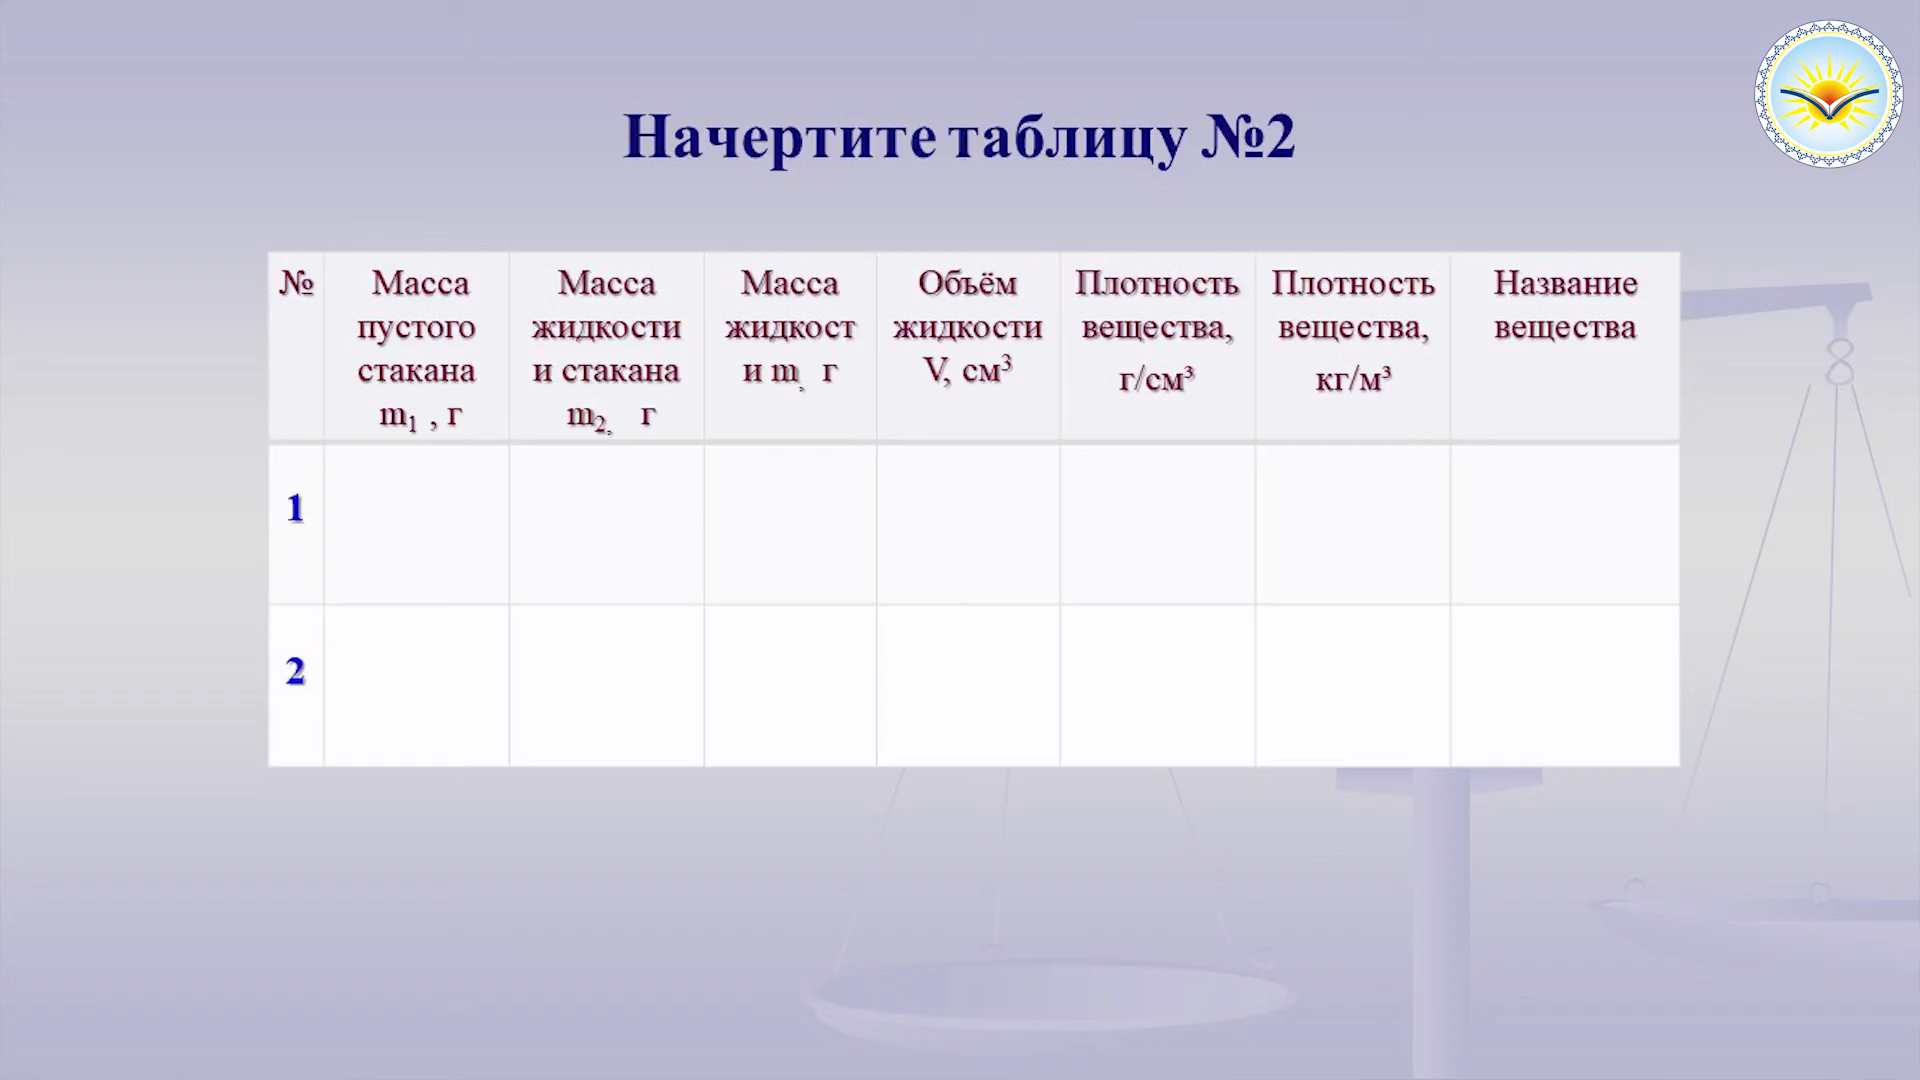 Начертите таблицу №2
№
Масса
пустого
стакана
m₁ , г
Масса
жидкости
и стакана
m₂, г
Масса
жидкост
и m, г
Объём
жидкости
V, см³
Плотность
вещества,
г/см³
Плотность
вещества,
кг/м³
Название
вещества
1
2